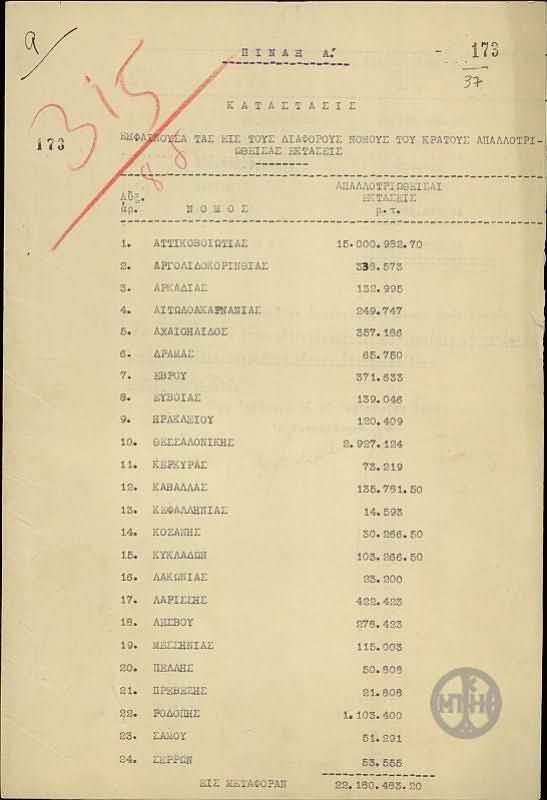 α
ΠΙΝΑΞ Α΄.
- 173
37
315
88
173
ΚΑΤΑΣΤΑΣΙΣ
ΕΜΦΑΙΝΟΥΣΑ ΤΑΣ ΕΙΣ ΤΟΥΣ ΔΙΑΦΟΡΟΥΣ ΝΟΜΟΥΣ ΤΟΥ ΚΡΑΤΟΥΣ ΑΠΑΛΛΟΤΡΙ-
ΩΘΕΙΣΑΣ ΕΚΤΑΣΕΙΣ
Αὔξ. ἀρ. ΝΟΜΟΣ ΑΠΑΛΛΟΤΡΙΩΘΕΙΣΑΙ ΕΚΤΑΣΕΙΣ μ.τ.
1. ΑΤΤΙΚΟΒΟΙΩΤΙΑΣ 15.000.982.70
2. ΑΡΓΟΛΙΔΟΚΟΡΙΝΘΙΑΣ 338.573
3. ΑΡΚΑΔΙΑΣ 132.995
4. ΑΙΤΩΛΟΑΚΑΡΝΑΝΙΑΣ 249.747
5. ΑΧΑΙΟΗΛΙΔΟΣ 357.186
6. ΔΡΑΜΑΣ 65.750
7. ΕΒΡΟΥ 371.633
8. ΕΥΒΟΙΑΣ 139.046
9. ΗΡΑΚΛΕΙΟΥ 120.409
10. ΘΕΣΣΑΛΟΝΙΚΗΣ 2.927.124
11. ΚΕΡΚΥΡΑΣ 73.219
12. ΚΑΒΑΛΛΑΣ 135.781.50
13. ΚΕΦΑΛΛΗΝΙΑΣ 14.593
14. ΚΟΖΑΝΗΣ 30.266.50
15. ΚΥΚΛΑΔΩΝ 103.266.50
16. ΛΑΚΩΝΙΑΣ 23.200
17. ΛΑΡΙΣΣΗΣ 422.423
18. ΛΗΣΒΟΥ 278.423
19. ΜΕΣΣΗΝΙΑΣ 115.003
20. ΠΕΛΛΗΣ 50.808
21. ΠΡΕΒΕΖΗΣ 21.808
22. ΡΟΔΟΠΗΣ 1.103.400
23. ΣΑΜΟΥ 51.291
24. ΣΕΡΡΩΝ 53.555
ΕΙΣ ΜΕΤΑΦΟΡΑΝ 22.180.483.20